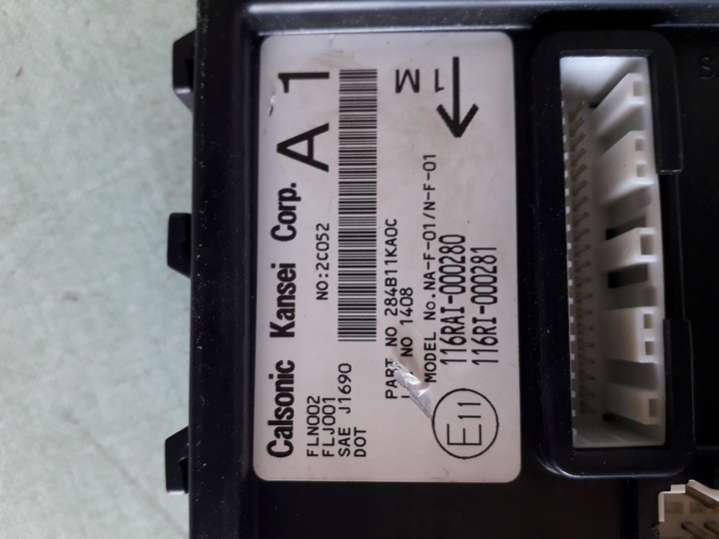 Calsonic Kansei Corp. A 1
FLN002
FLJ001 NO:2C052
SAE J1690
DOT
PART NO 284B11KA0C
NO 1408
MODEL No.NA-F-01/N-F-01
116RAI-000280
116RI-000281
E11
1M